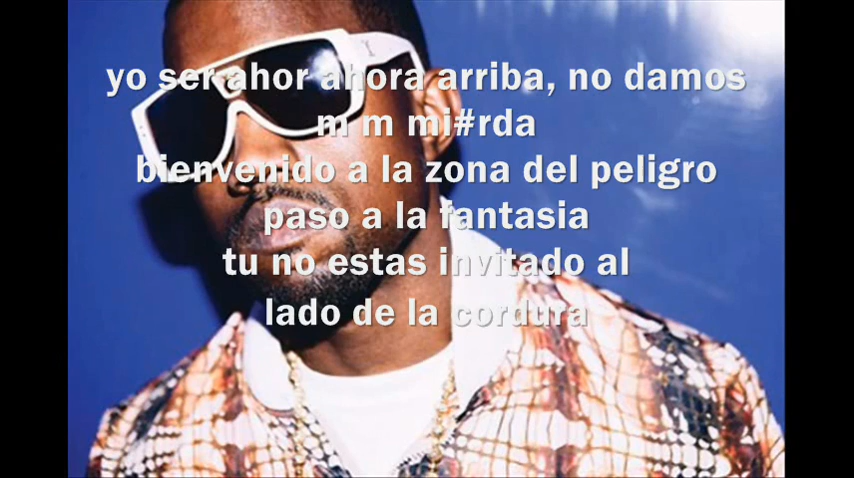 yo ser ahor ahora arriba, no damos
m m mi#rda
bienvenido a la zona del peligro
paso a la fantasia
tu no estas invitado al
lado de la cordura